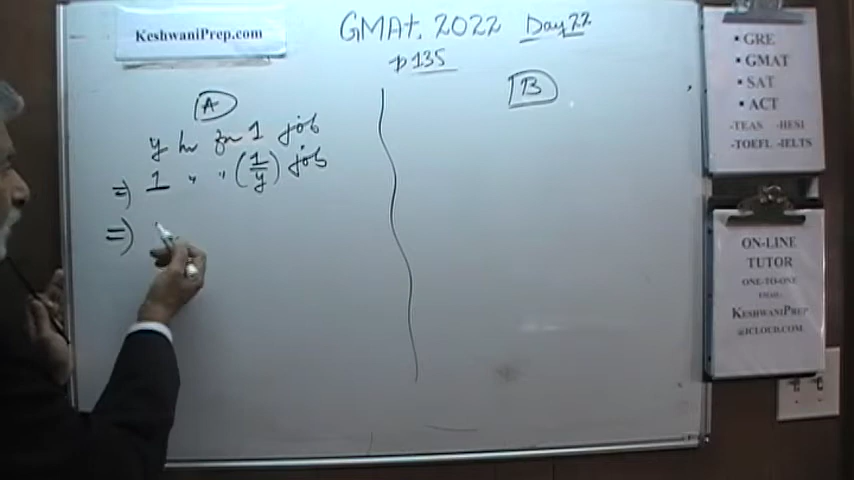 KeshwaniPrep.com
GMAT, 2022 Day 22
p 135
A
y hr for 1 job
=) 1 " " (1/y) job
=)
B
• GRE
• GMAT
• SAT
• ACT
-TEAS -HESI
-TOEFL -IELTS
ON-LINE
TUTOR
ONE-TO-ONE
EMAIL:
KESHWANIPREP
@ICLOUD.COM